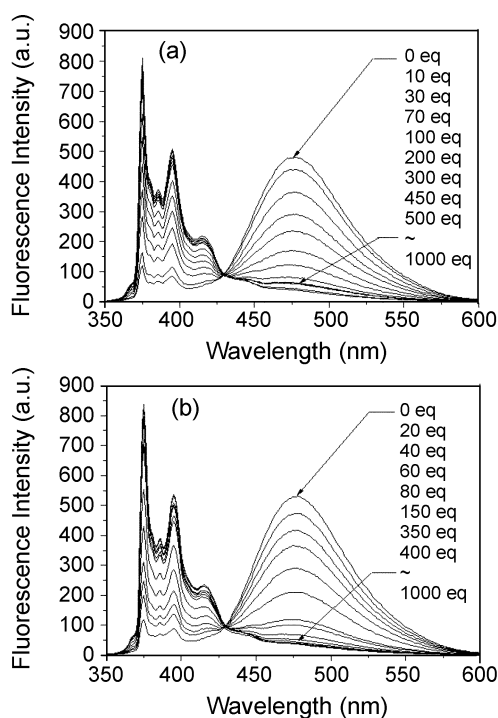 (a)
Fluorescence Intensity (a.u.)
900
800
700
600
500
400
300
200
100
0
0 eq
10 eq
30 eq
70 eq
100 eq
200 eq
300 eq
450 eq
500 eq
~
1000 eq
350 400 450 500 550 600
Wavelength (nm)
(b)
Fluorescence Intensity (a.u.)
900
800
700
600
500
400
300
200
100
0
0 eq
20 eq
40 eq
60 eq
80 eq
150 eq
350 eq
400 eq
~
1000 eq
350 400 450 500 550 600
Wavelength (nm)